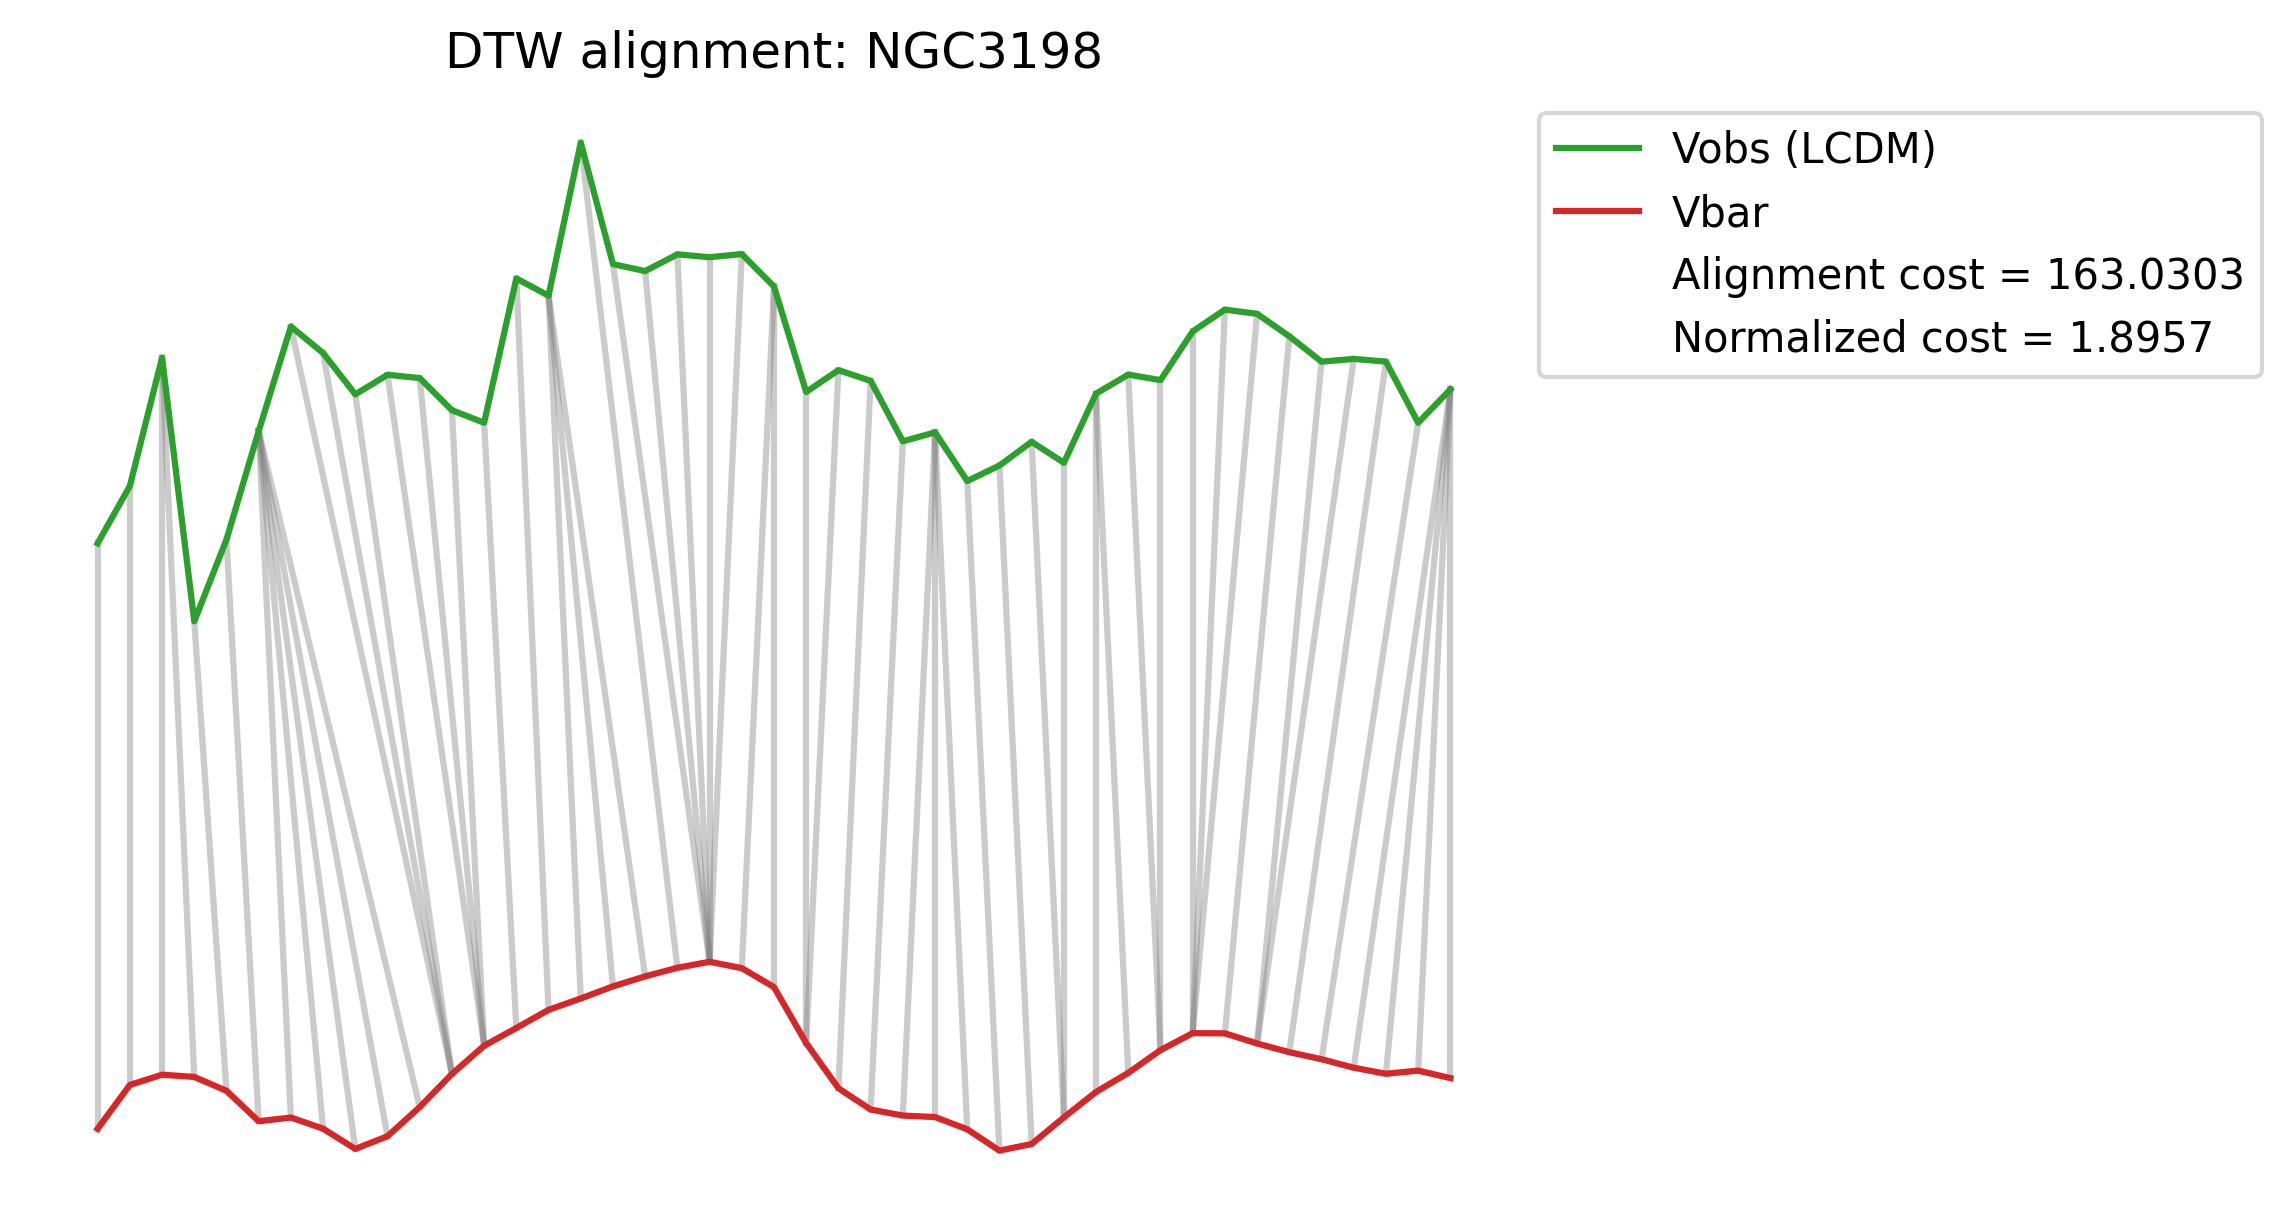 DTW alignment: NGC3198
Vobs (LCDM)
Vbar
Alignment cost = 163.0303
Normalized cost = 1.8957